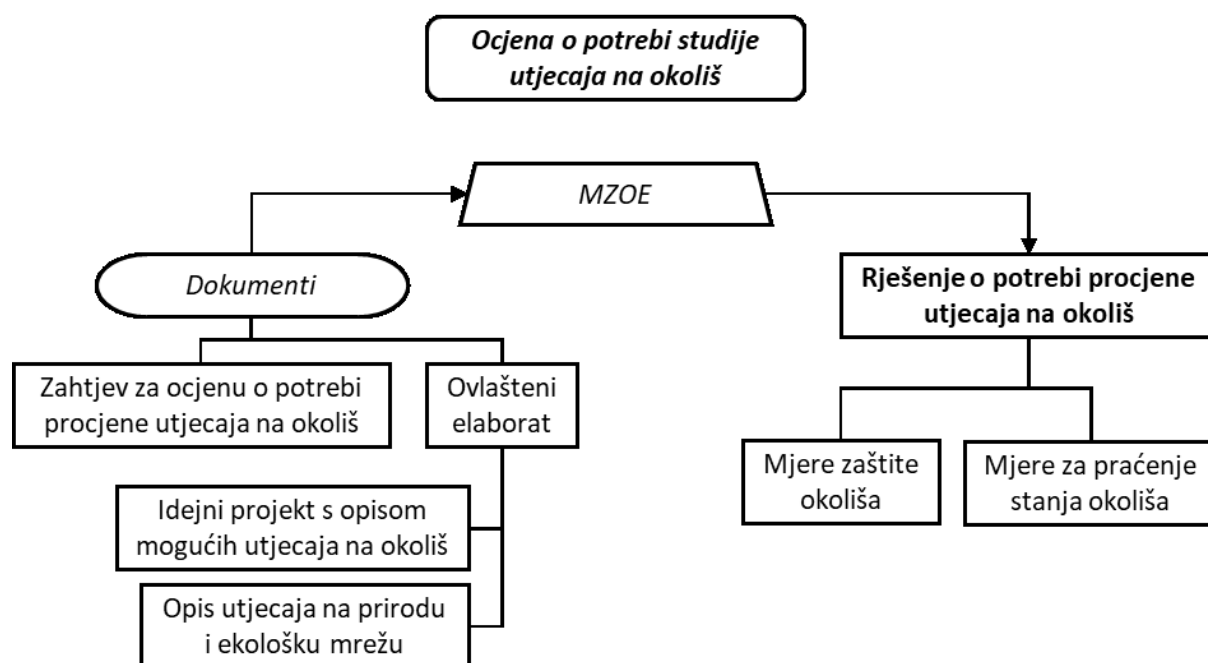 Ocjena o potrebi studije
utjecaja na okoliš
MZOE
Dokumenti
Zahtjev za ocjenu o potrebi
procjene utjecaja na okoliš
Ovlašteni
elaborat
Idejni projekt s opisom
mogućih utjecaja na okoliš
Opis utjecaja na prirodu
i ekološku mrežu
Rješenje o potrebi procjene
utjecaja na okoliš
Mjere zaštite
okoliša
Mjere za praćenje
stanja okoliša